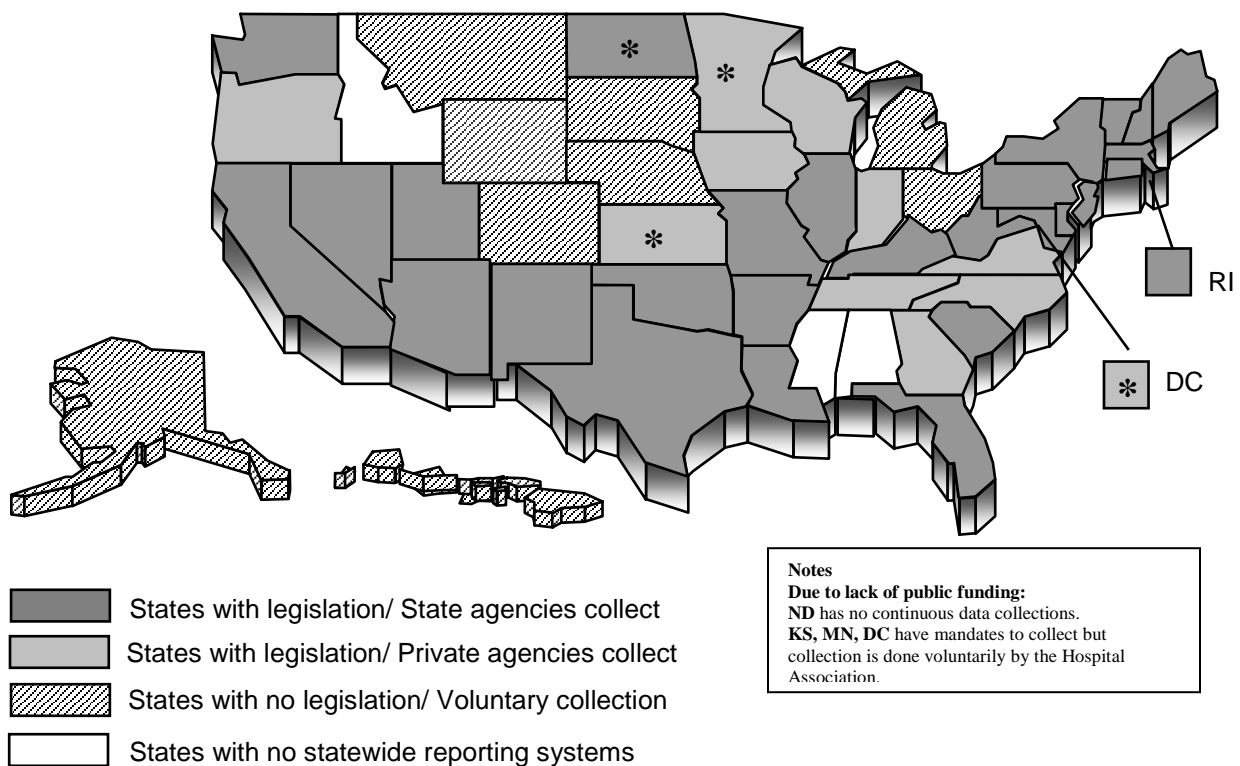 *
*
*
RI
* DC
Notes
Due to lack of public funding:
ND has no continuous data collections.
KS, MN, DC have mandates to collect but
collection is done voluntarily by the Hospital
Association.
States with legislation/ State agencies collect
States with legislation/ Private agencies collect
States with no legislation/ Voluntary collection
States with no statewide reporting systems